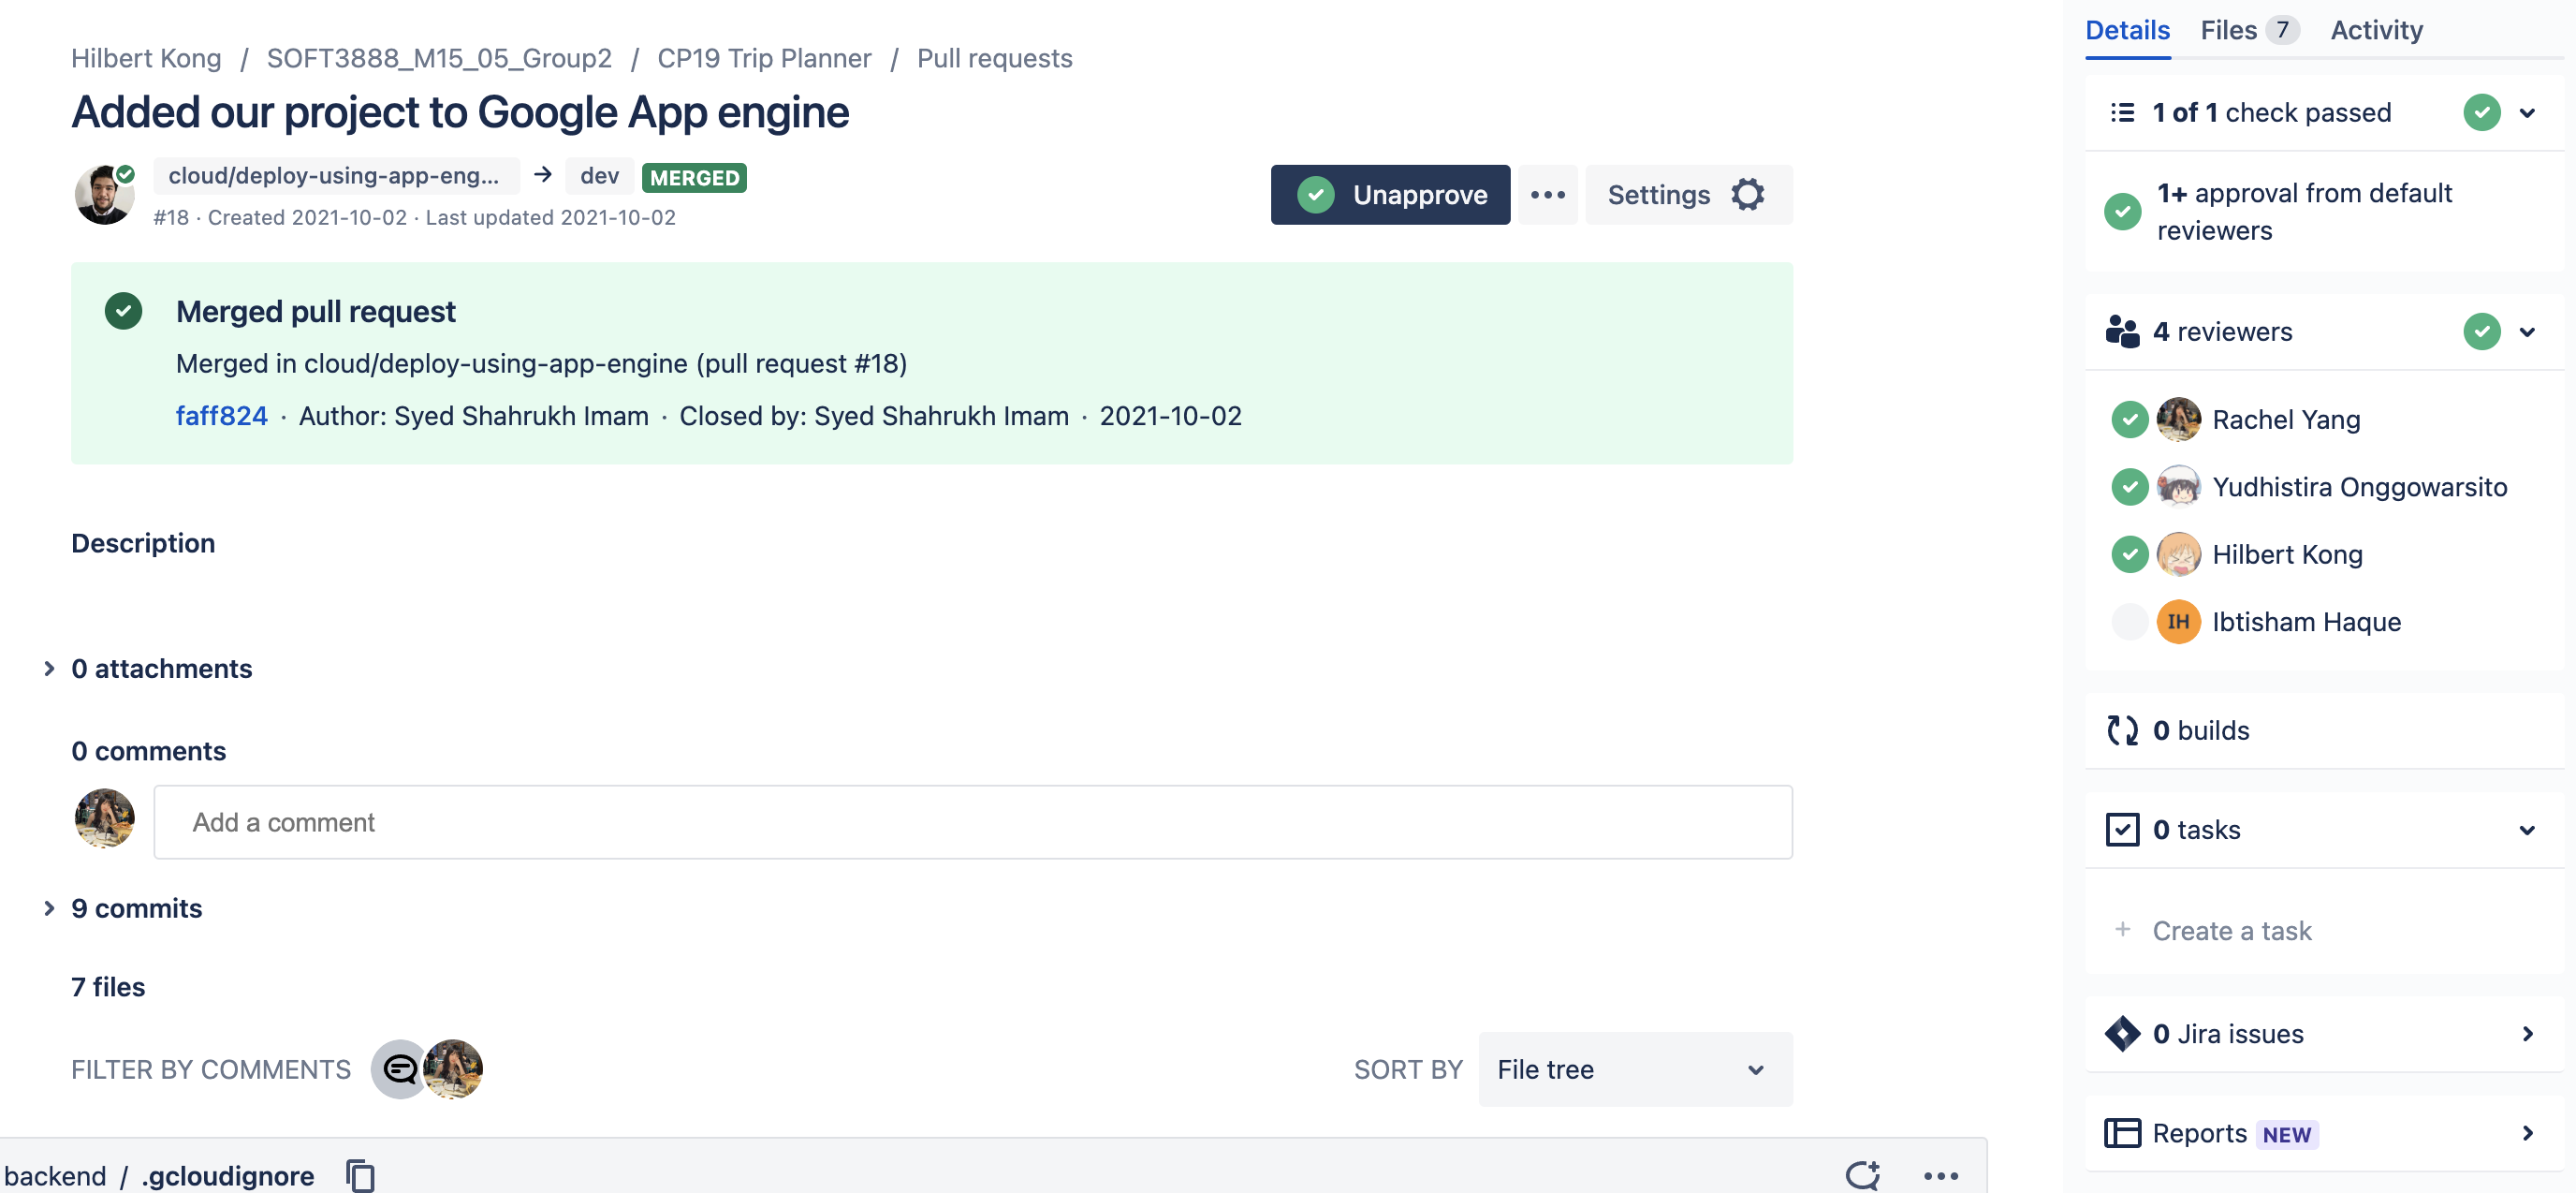 Hilbert Kong / SOFT3888_M15_05_Group2 / CP19 Trip Planner / Pull requests
Added our project to Google App engine
cloud/deploy-using-app-eng... → dev MERGED
#18 · Created 2021-10-02 · Last updated 2021-10-02
Unapprove
Settings
Merged pull request
Merged in cloud/deploy-using-app-engine (pull request #18)
faff824 · Author: Syed Shahrukh Imam · Closed by: Syed Shahrukh Imam · 2021-10-02
Description
0 attachments
0 comments
Add a comment
9 commits
7 files
FILTER BY COMMENTS
SORT BY File tree
backend / .gcloudignore
Details Files 7 Activity
1 of 1 check passed
1+ approval from default
reviewers
4 reviewers
Rachel Yang
Yudhistira Onggowarsito
Hilbert Kong
IH Ibtisham Haque
0 builds
0 tasks
+ Create a task
0 Jira issues
Reports NEW